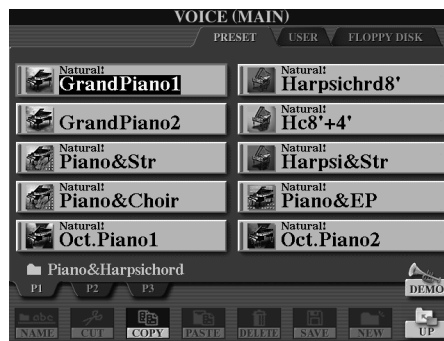 VOICE (MAIN)
PRESET USER FLOPPY DISK
Natural!
GrandPiano1
Natural!
Harpsichrd8'
GrandPiano2
Natural!
Hc8'+4'
Natural!
Piano&Str
Natural!
Harpsi&Str
Natural!
Piano&Choir
Natural!
Piano&EP
Natural!
Oct.Piano1
Natural!
Oct.Piano2
Piano&Harpsichord
P1 P2 P3
DEMO
abc
NAME CUT COPY PASTE DELETE SAVE NEW UP